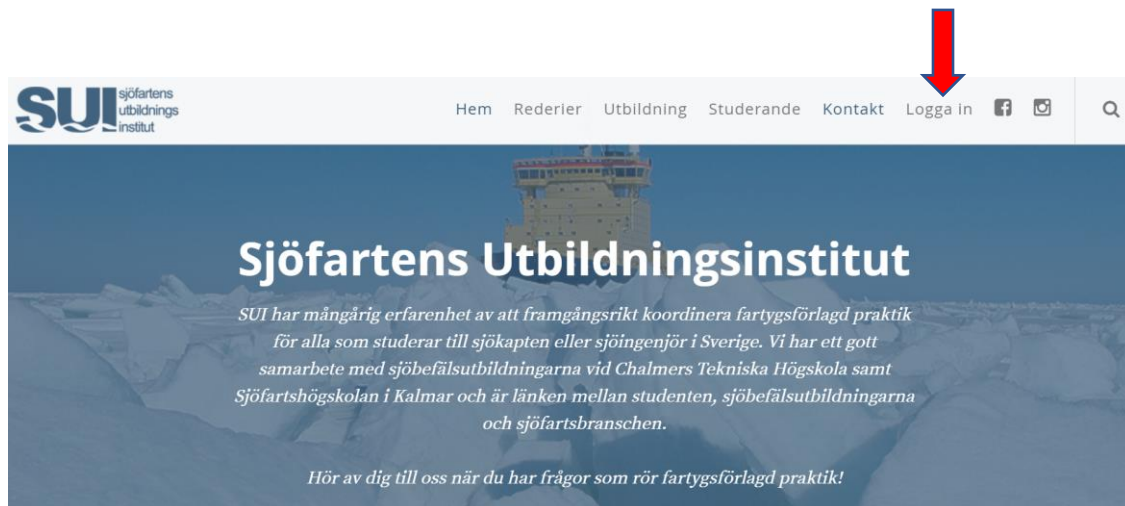 SUI sjöfartens
utbildnings
institut
Hem Rederier Utbildning Studerande Kontakt Logga in
Sjöfartens Utbildningsinstitut
SUI har mångårig erfarenhet av att framgångsrikt koordinera fartygsförlagd praktik
för alla som studerar till sjökapten eller sjöingenjör i Sverige. Vi har ett gott
samarbete med sjöbefälsutbildningarna vid Chalmers Tekniska Högskola samt
Sjöfartshögskolan i Kalmar och är länken mellan studenten, sjöbefälsutbildningarna
och sjöfartsbranschen.
Hör av dig till oss när du har frågor som rör fartygsförlagd praktik!